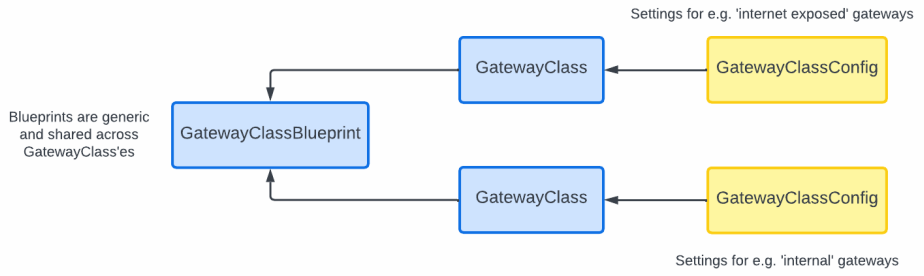 Settings for e.g. 'internet exposed' gateways
GatewayClass
GatewayClassConfig
Blueprints are generic
and shared across
GatewayClass'es
GatewayClassBlueprint
GatewayClass
GatewayClassConfig
Settings for e.g. 'internal' gateways